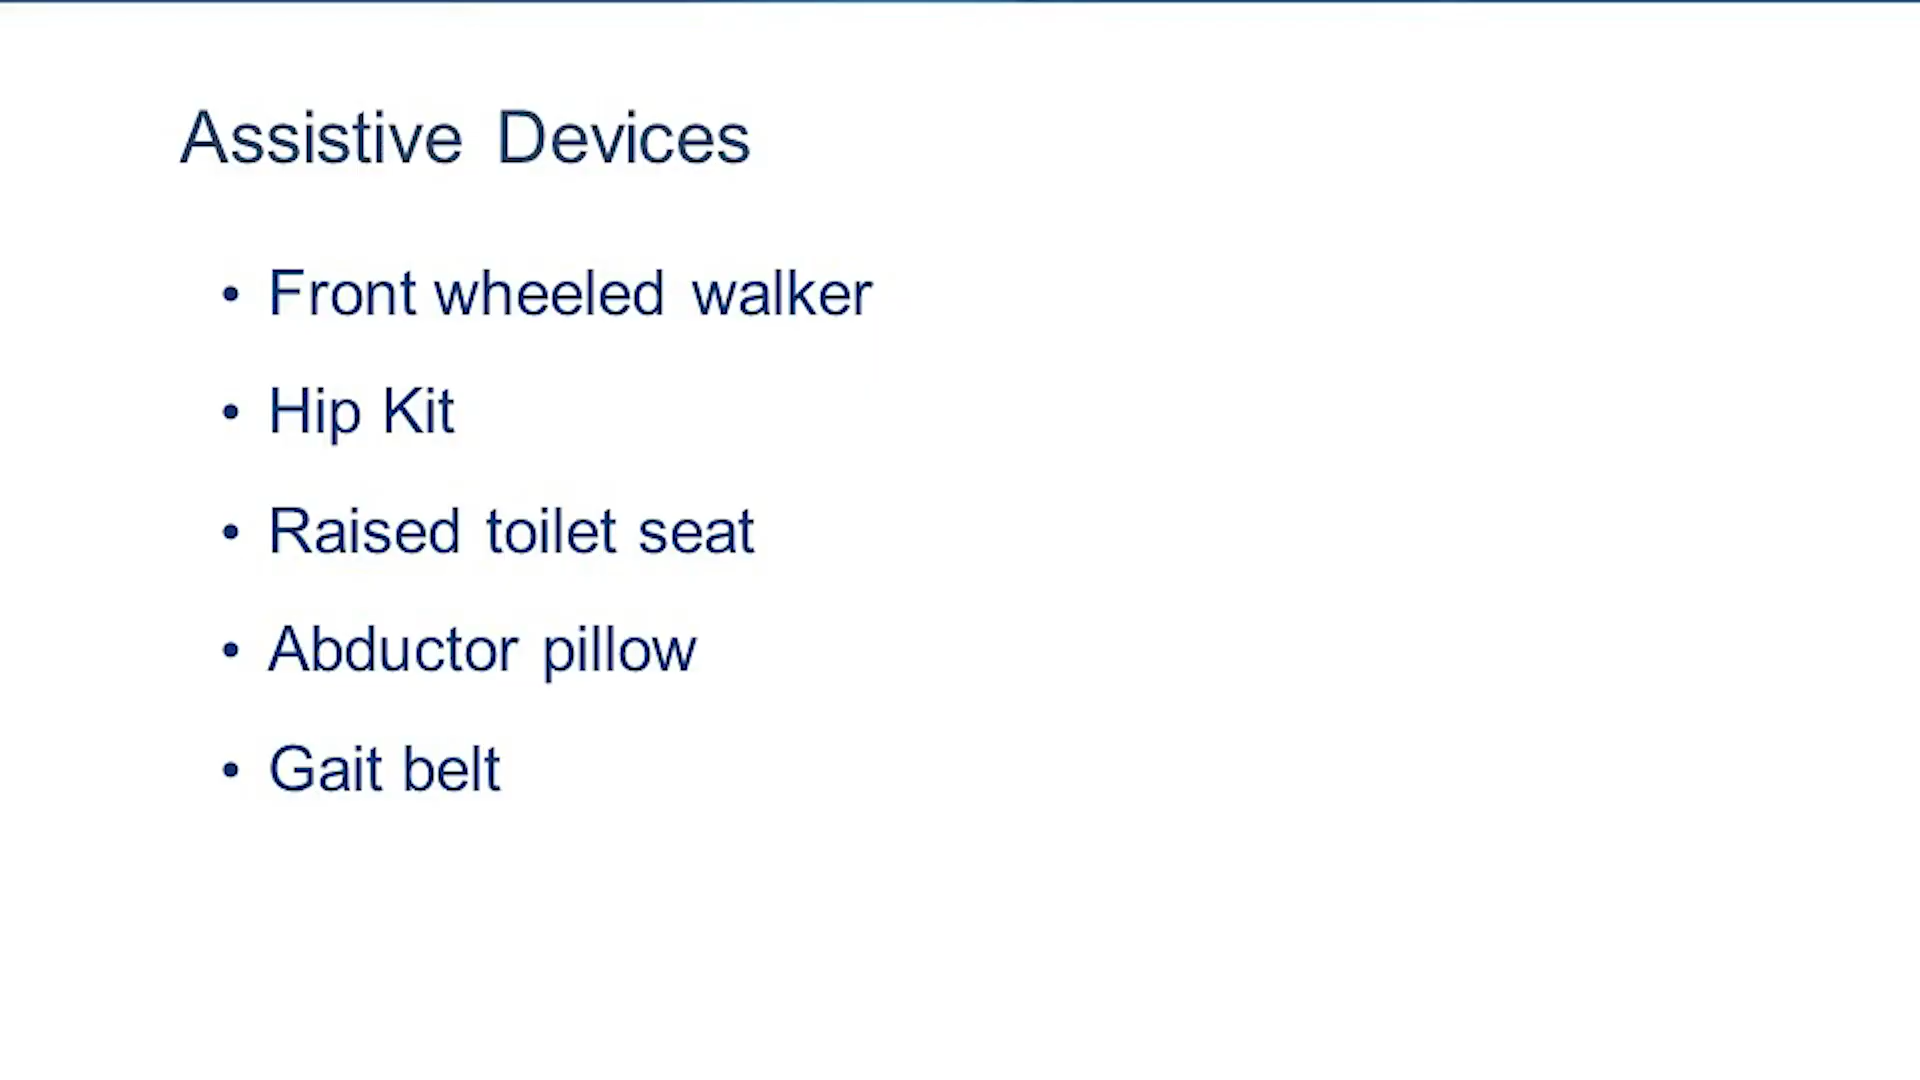 Assistive Devices
• Front wheeled walker
• Hip Kit
• Raised toilet seat
• Abductor pillow
• Gait belt